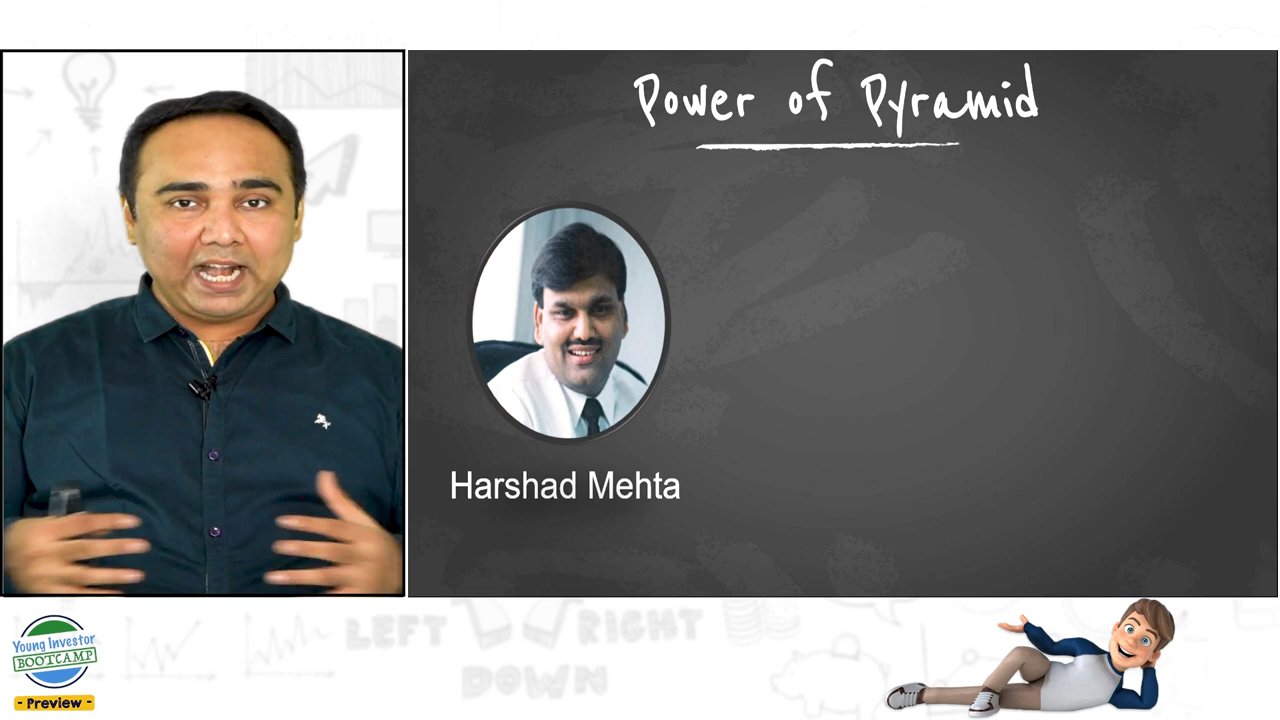 Power of Pyramid
Harshad Mehta
LEFT RIGHT
DOWN
Young Investor
BOOTCAMP
- Preview -